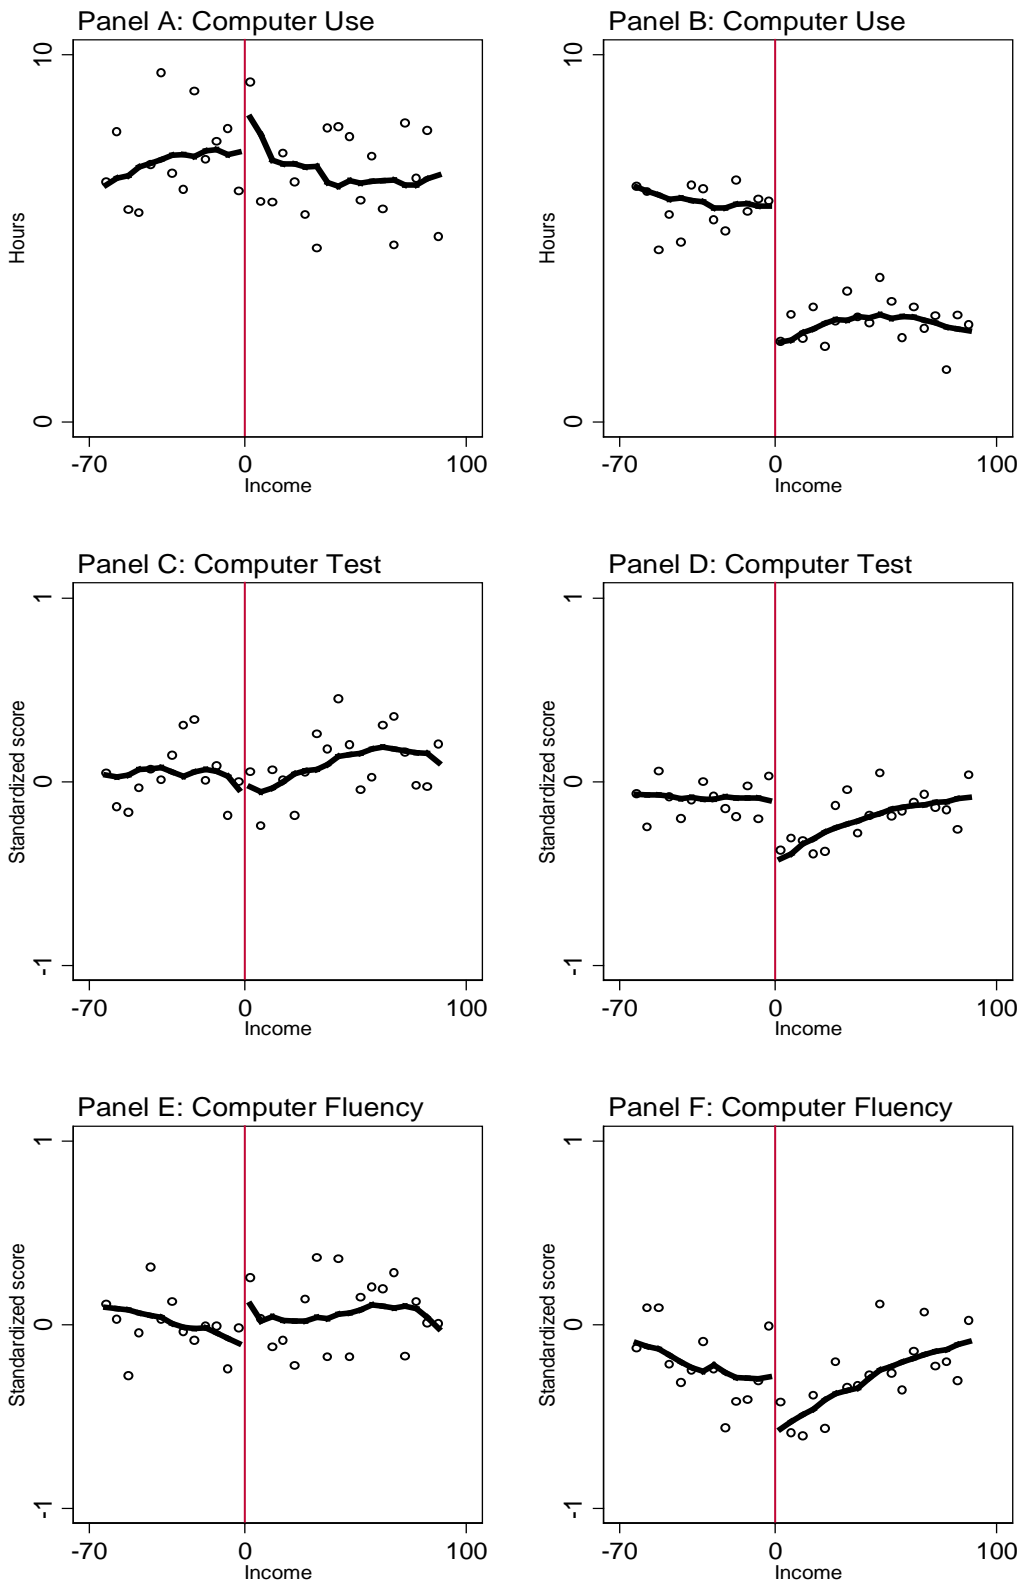 Panel A: Computer Use
10
Hours
0
-70
0
100
Income
Panel B: Computer Use
10
Hours
0
-70
0
100
Income
Panel C: Computer Test
1
Standardized score
0
-1
-70
0
100
Income
Panel D: Computer Test
1
Standardized score
0
-1
-70
0
100
Income
Panel E: Computer Fluency
1
Standardized score
0
-1
-70
0
100
Income
Panel F: Computer Fluency
1
Standardized score
0
-1
-70
0
100
Income